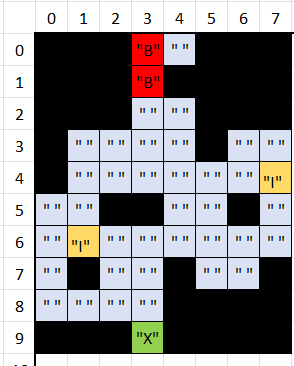 0 1 2 3 4 5 6 7
0 "B" " "
1 "B"
2 " " " "
3 " " " " " " " " " " " "
4 " " " " " " " " " " " " "I"
5 " " " " " " " " " "
6 " " "I" " " " " " " " " " " " "
7 " " " " " " " " " "
8 " " " " " " " "
9 "X"